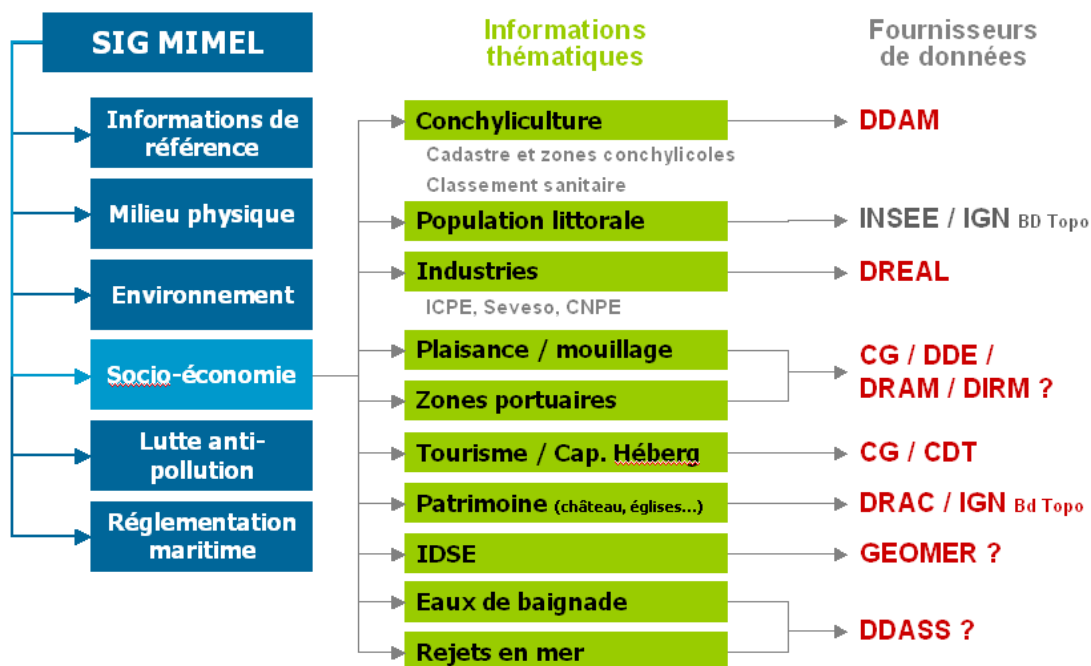 SIG MIMEL
Informations de
référence
Milieu physique
Environnement
Socio-économie
Lutte anti-
pollution
Réglementation
maritime
Informations
thématiques
Conchyliculture
Cadastre et zones conchylicoles
Classement sanitaire
Population littorale
Industries
ICPE, Seveso, CNPE
Plaisance / mouillage
Zones portuaires
Tourisme / Cap. Héberg
Patrimoine (château, églises...)
IDSE
Eaux de baignade
Rejets en mer
Fournisseurs
de données
DDAM
INSEE / IGN BD Topo
DREAL
CG / DDE /
DRAM / DIRM ?
CG / CDT
DRAC / IGN Bd Topo
GEOMER ?
DDASS ?